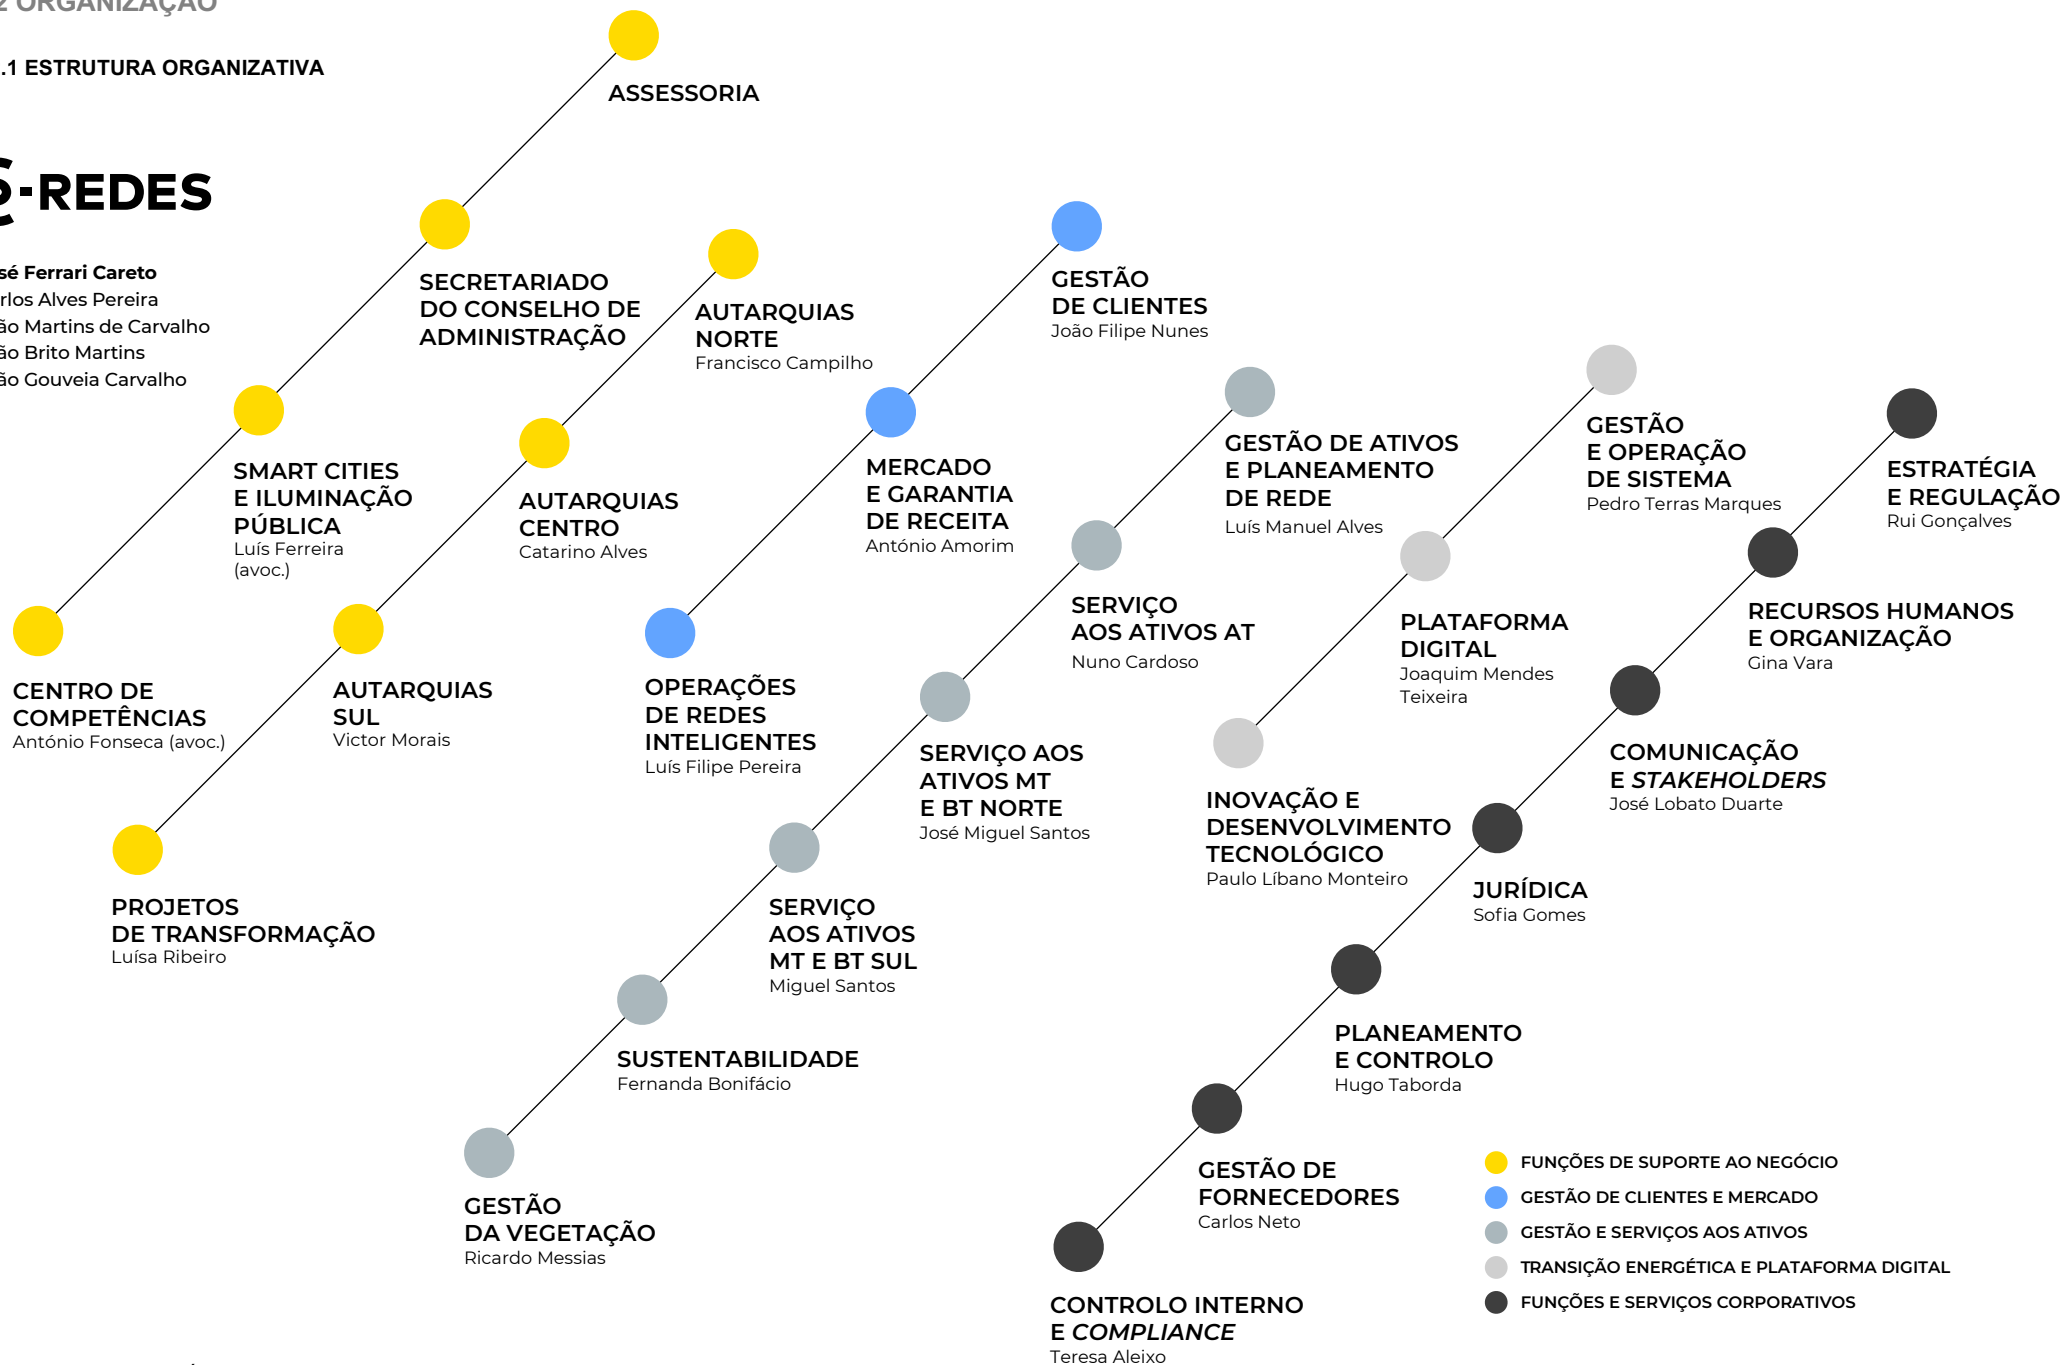 2 ORGANIZAÇÃO
.1 ESTRUTURA ORGANIZATIVA
-REDES
sé Ferrari Careto
rlos Alves Pereira
ão Martins de Carvalho
ão Brito Martins
ão Gouveia Carvalho
ASSESSORIA
SECRETARIADO
DO CONSELHO DE
ADMINISTRAÇÃO
SMART CITIES
E ILUMINAÇÃO
PÚBLICA
Luís Ferreira
(avoc.)
CENTRO DE
COMPETÊNCIAS
António Fonseca (avoc.)
AUTARQUIAS
NORTE
Francisco Campilho
AUTARQUIAS
CENTRO
Catarino Alves
AUTARQUIAS
SUL
Victor Morais
PROJETOS
DE TRANSFORMAÇÃO
Luísa Ribeiro
GESTÃO
DE CLIENTES
João Filipe Nunes
MERCADO
E GARANTIA
DE RECEITA
António Amorim
OPERAÇÕES
DE REDES
INTELIGENTES
Luís Filipe Pereira
GESTÃO DE ATIVOS
E PLANEAMENTO
DE REDE
Luís Manuel Alves
SERVIÇO
AOS ATIVOS AT
Nuno Cardoso
SERVIÇO AOS
ATIVOS MT
E BT NORTE
José Miguel Santos
SERVIÇO
AOS ATIVOS
MT E BT SUL
Miguel Santos
SUSTENTABILIDADE
Fernanda Bonifácio
GESTÃO
DA VEGETAÇÃO
Ricardo Messias
GESTÃO
E OPERAÇÃO
DE SISTEMA
Pedro Terras Marques
PLATAFORMA
DIGITAL
Joaquim Mendes
Teixeira
INOVAÇÃO E
DESENVOLVIMENTO
TECNOLÓGICO
Paulo Líbano Monteiro
ESTRATÉGIA
E REGULAÇÃO
Rui Gonçalves
RECURSOS HUMANOS
E ORGANIZAÇÃO
Gina Vara
COMUNICAÇÃO
E STAKEHOLDERS
José Lobato Duarte
JURÍDICA
Sofia Gomes
PLANEAMENTO
E CONTROLO
Hugo Taborda
GESTÃO DE
FORNECEDORES
Carlos Neto
CONTROLO INTERNO
E COMPLIANCE
Teresa Aleixo
FUNÇÕES DE SUPORTE AO NEGÓCIO
GESTÃO DE CLIENTES E MERCADO
GESTÃO E SERVIÇOS AOS ATIVOS
TRANSIÇÃO ENERGÉTICA E PLATAFORMA DIGITAL
FUNÇÕES E SERVIÇOS CORPORATIVOS